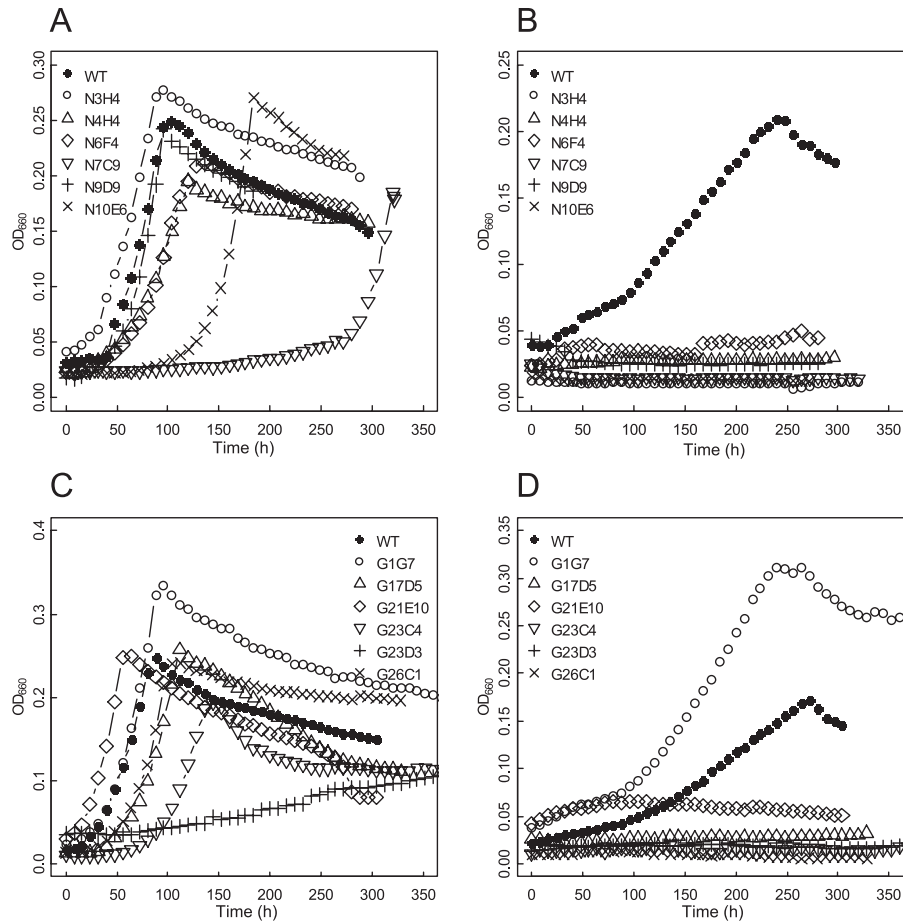 A
B
0.00 0.05 0.10 0.15 0.20 0.25 0.30
OD660
WT
N3H4
N4H4
N6F4
N7C9
N9D9
N10E6
0 50 100 150 200 250 300 350
Time (h)
0.00 0.05 0.10 0.15 0.20 0.25
OD660
WT
N3H4
N4H4
N6F4
N7C9
N9D9
N10E6
0 50 100 150 200 250 300 350
Time (h)
C
D
0.0 0.1 0.2 0.3 0.4
OD660
WT
G1G7
G17D5
G21E10
G23C4
G23D3
G26C1
0 50 100 150 200 250 300 350
Time (h)
0.00 0.05 0.10 0.15 0.20 0.25 0.30 0.35
OD660
WT
G1G7
G17D5
G21E10
G23C4
G23D3
G26C1
0 50 100 150 200 250 300 350
Time (h)